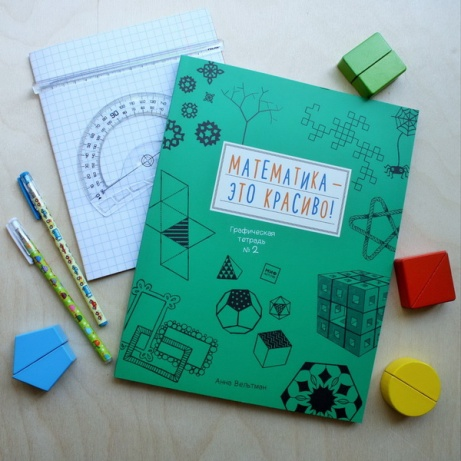 МАТЕМАТИКА –
ЭТО КРАСИВО!
Графическая
тетрадь
№ 2
Анна Вельтман